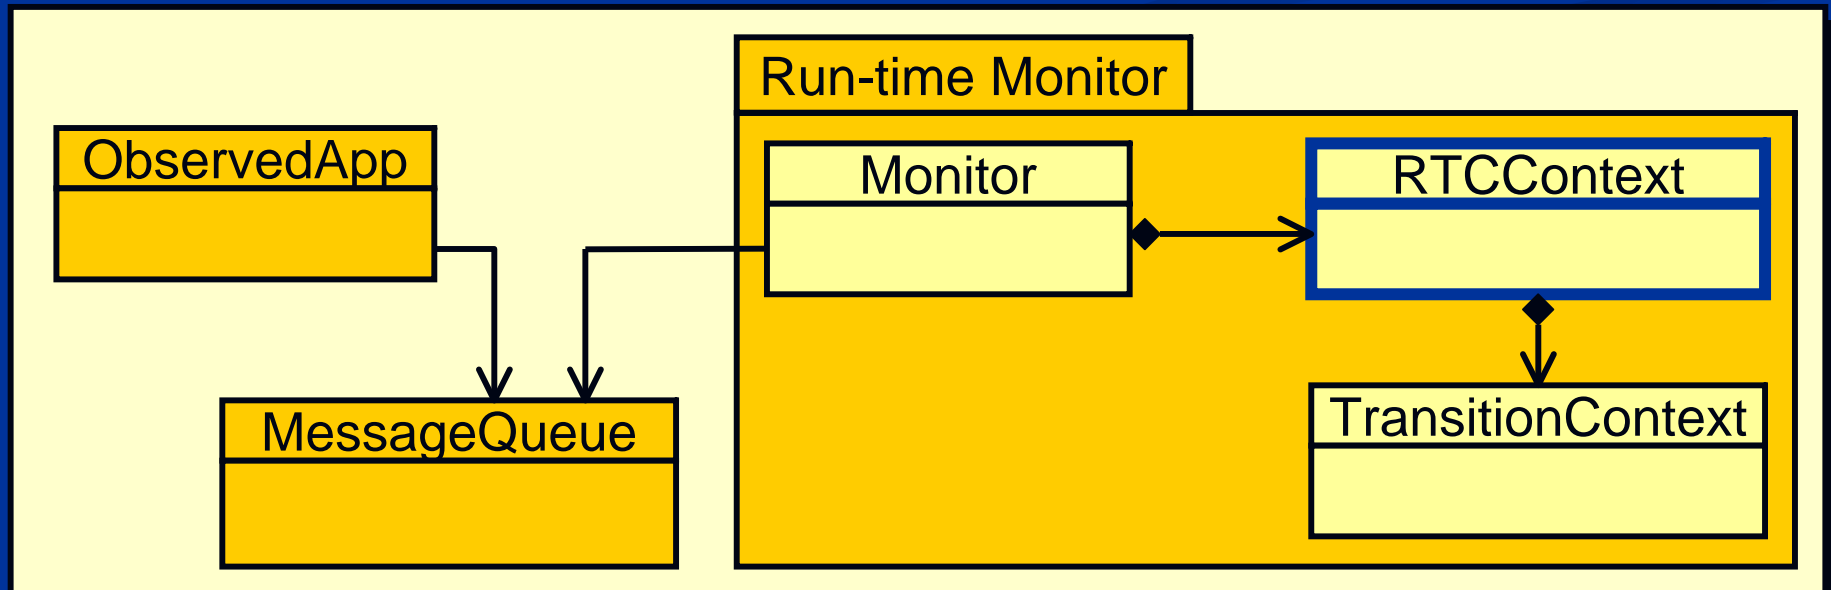 Run-time Monitor
ObservedApp
Monitor
RTCContext
MessageQueue
TransitionContext